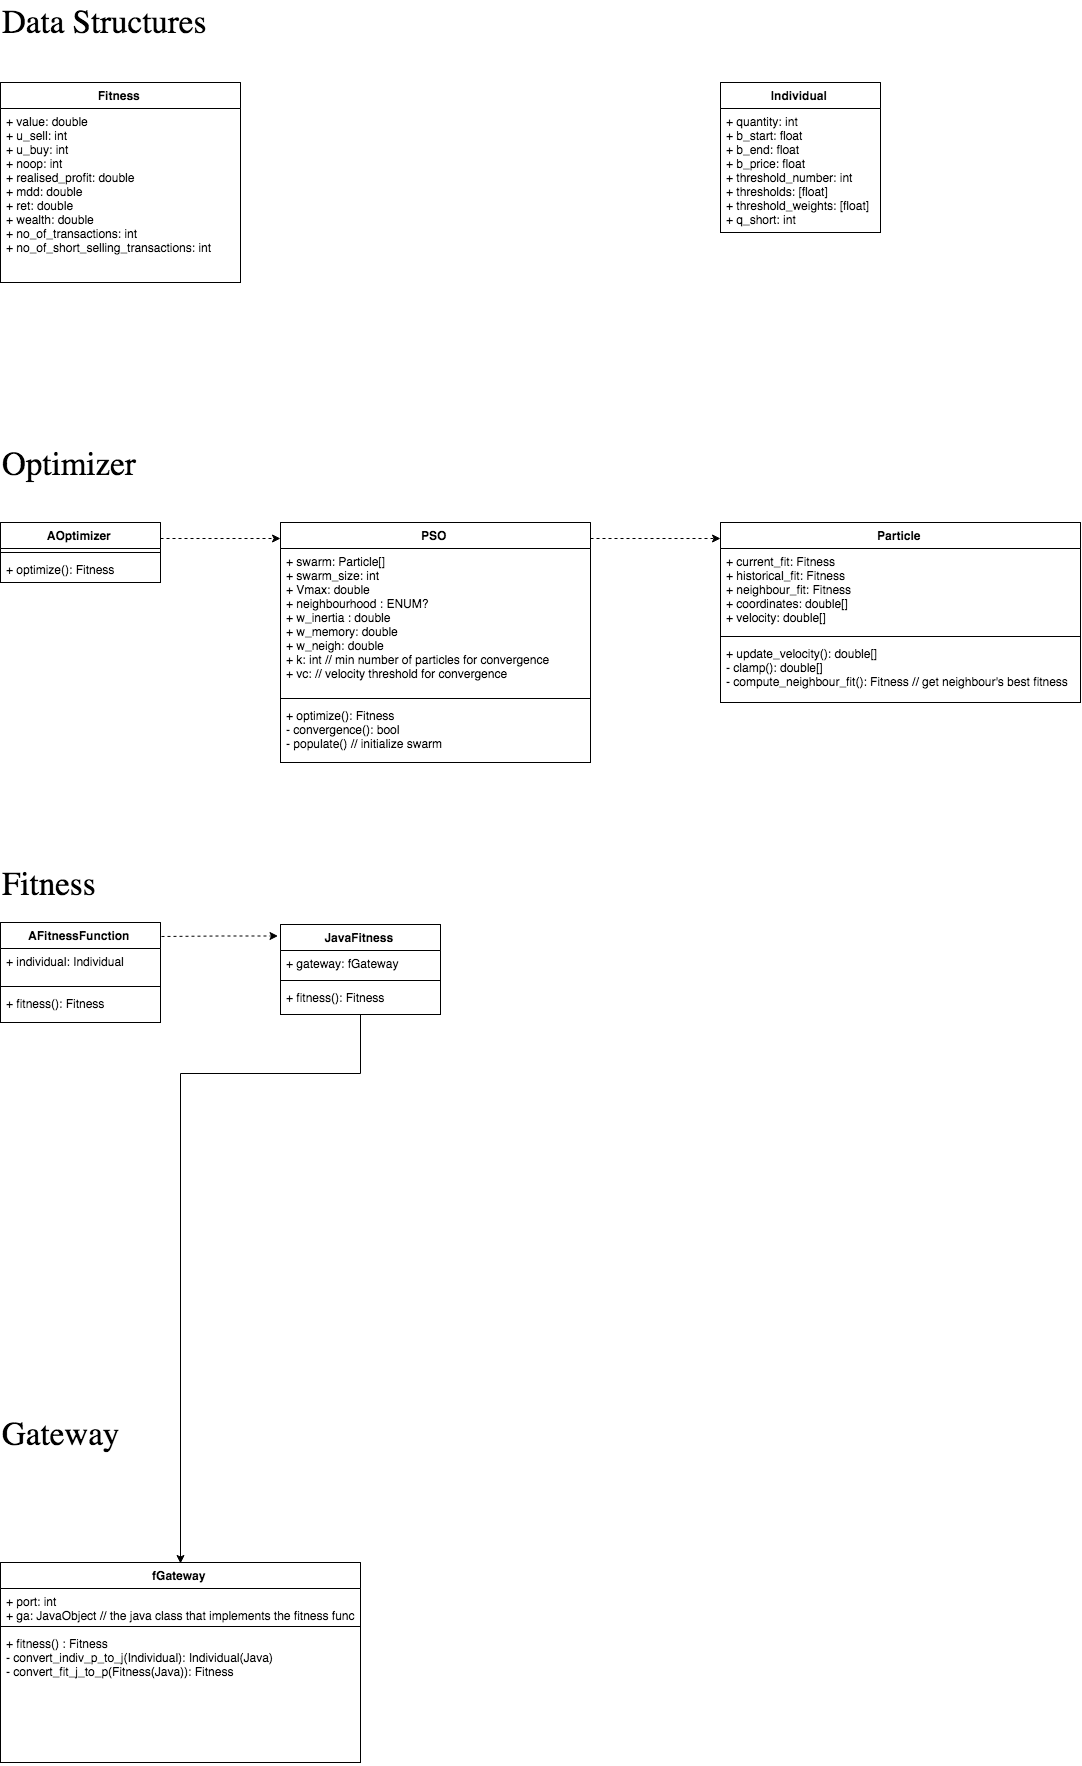 Data Structures
Fitness
+ value: double
+ u_sell: int
+ u_buy: int
+ noop: int
+ realised_profit: double
+ mdd: double
+ ret: double
+ wealth: double
+ no_of_transactions: int
+ no_of_short_selling_transactions: int
Individual
+ quantity: int
+ b_start: float
+ b_end: float
+ b_price: float
+ threshold_number: int
+ thresholds: [float]
+ threshold_weights: [float]
+ q_short: int
Optimizer
AOptimizer
+ optimize(): Fitness
PSO
+ swarm: Particle[]
+ swarm_size: int
+ Vmax: double
+ neighbourhood : ENUM?
+ w_inertia : double
+ w_memory: double
+ w_neigh: double
+ k: int // min number of particles for convergence
+ vc: // velocity threshold for convergence
+ optimize(): Fitness
- convergence(): bool
- populate() // initialize swarm
Particle
+ current_fit: Fitness
+ historical_fit: Fitness
+ neighbour_fit: Fitness
+ coordinates: double[]
+ velocity: double[]
+ update_velocity(): double[]
- clamp(): double[]
- compute_neighbour_fit(): Fitness // get neighbour's best fitness
Fitness
AFitnessFunction
+ individual: Individual
+ fitness(): Fitness
JavaFitness
+ gateway: fGateway
+ fitness(): Fitness
Gateway
fGateway
+ port: int
+ ga: JavaObject // the java class that implements the fitness func
+ fitness() : Fitness
- convert_indiv_p_to_j(Individual): Individual(Java)
- convert_fit_j_to_p(Fitness(Java)): Fitness